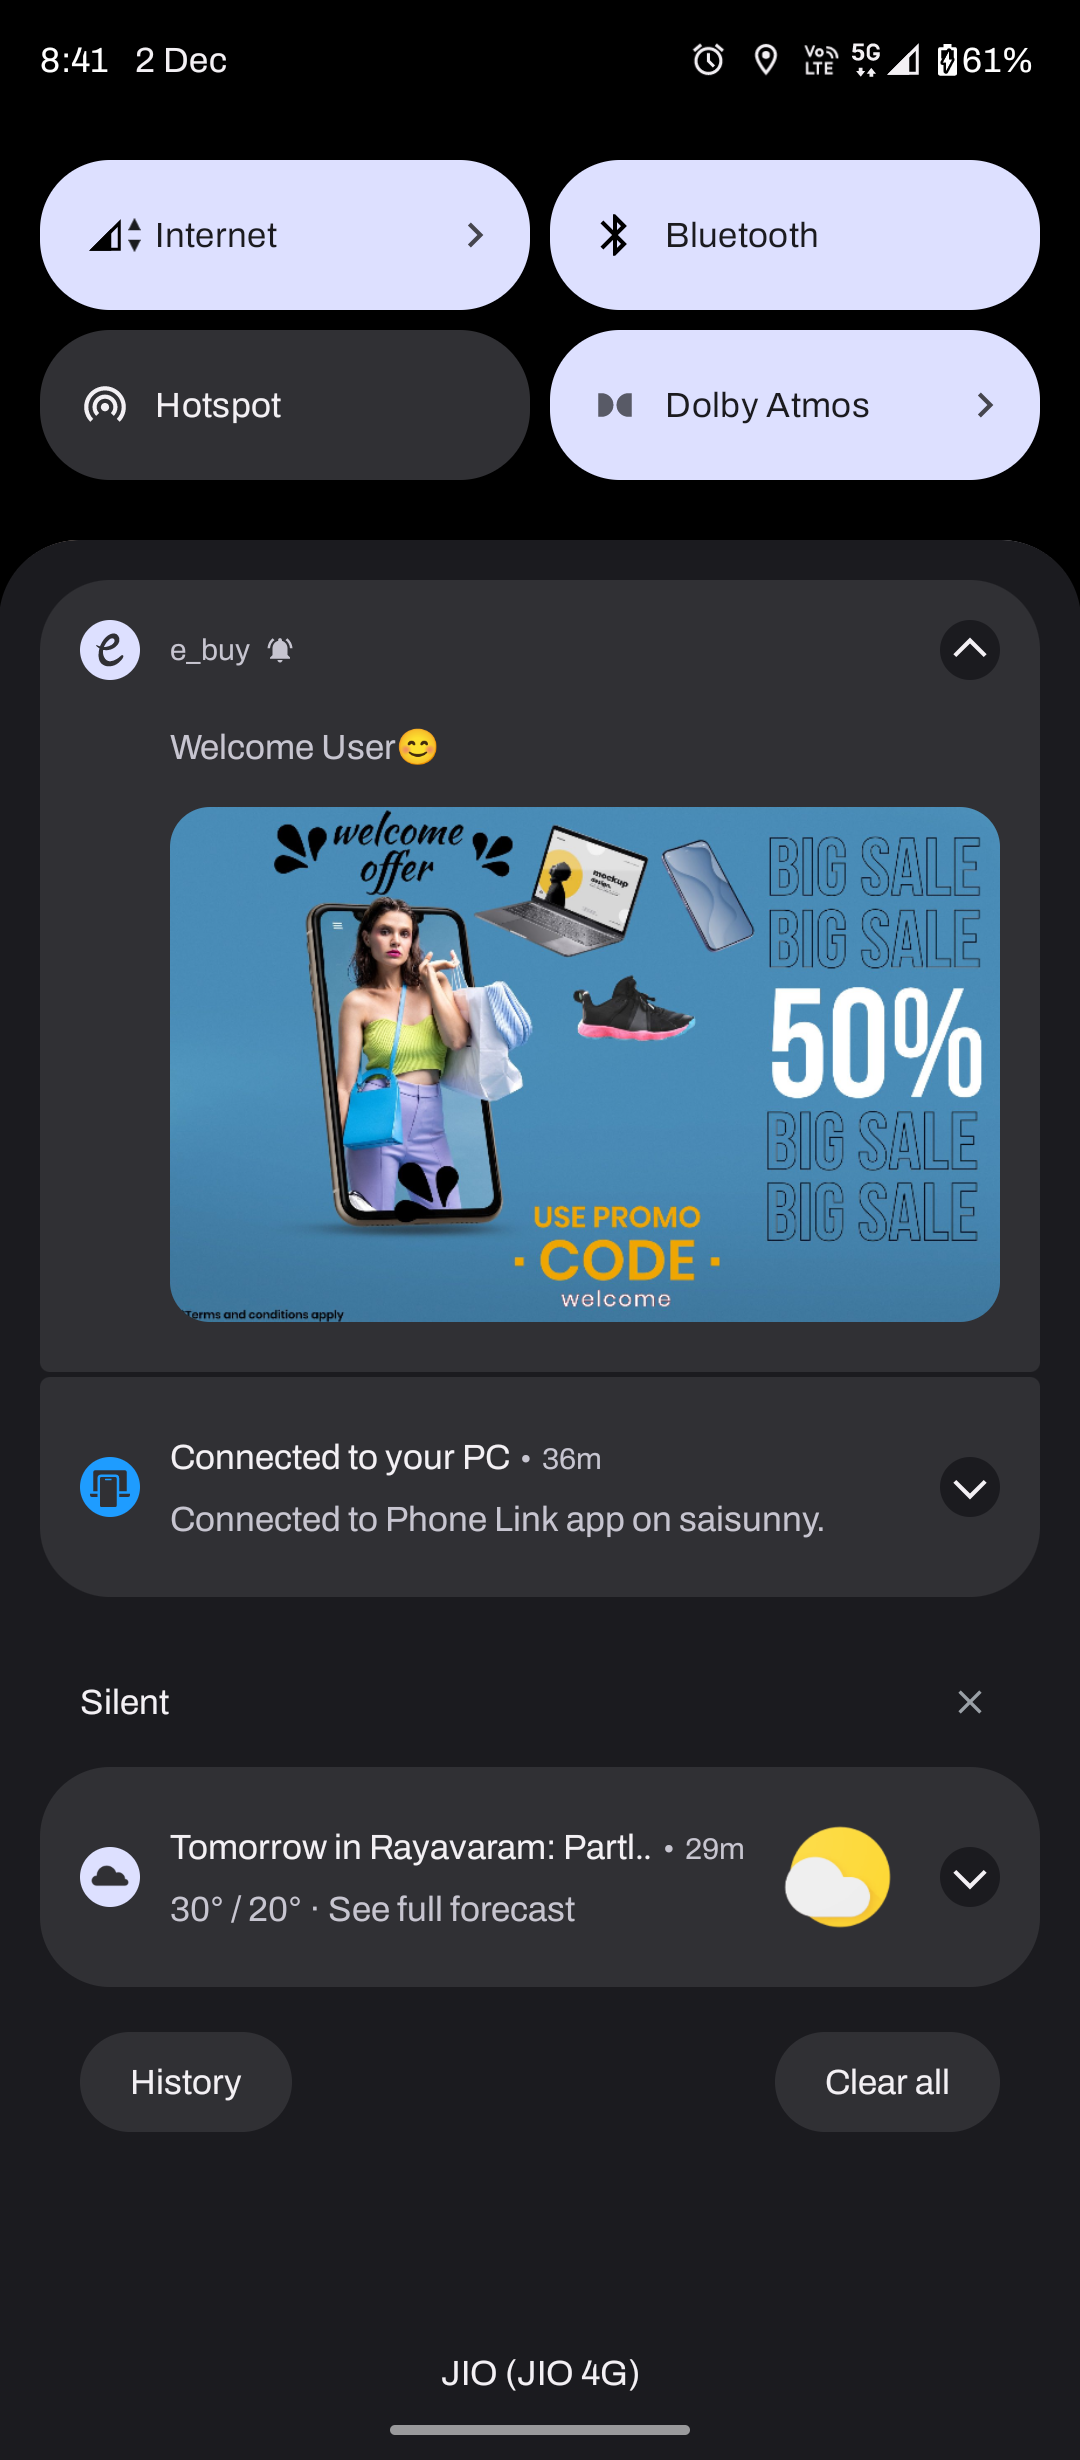 8:41 2 Dec
Vo LTE 5G 61%
Internet
Bluetooth
Hotspot
Dolby Atmos
e e_buy
Welcome User😊
welcome
offer
mockup
design.
BIG SALE
BIG SALE
50%
BIG SALE
BIG SALE
USE PROMO
· CODE ·
welcome
Terms and conditions apply
Connected to your PC • 36m
Connected to Phone Link app on saisunny.
Silent
Tomorrow in Rayavaram: Partl.. • 29m
30° / 20° · See full forecast
History
Clear all
JIO (JIO 4G)